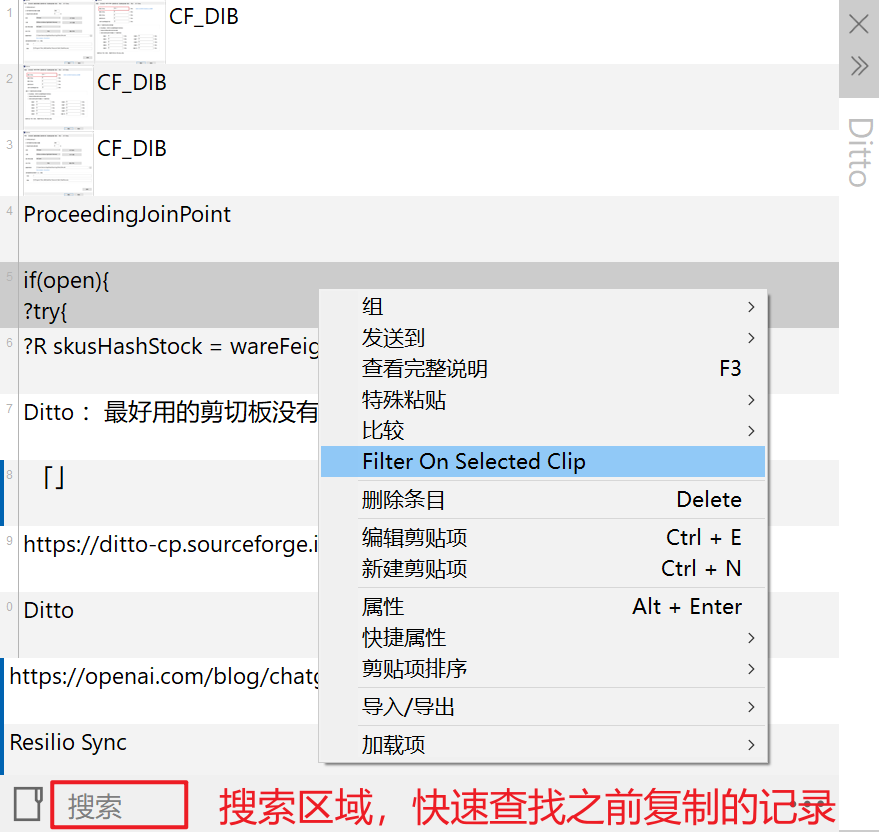 1
CF_DIB
2
CF_DIB
3
CF_DIB
4
ProceedingJoinPoint
5
if(open){
?try{
6
?R skusHashStock = wareFeig
7
Ditto ：最好用的剪切板没有
8
「」
9
https://ditto-cp.sourceforge.i
0
Ditto
https://openai.com/blog/chatg
Resilio Sync
组
发送到
查看完整说明 F3
特殊粘贴
比较
Filter On Selected Clip
删除条目 Delete
编辑剪贴项 Ctrl + E
新建剪贴项 Ctrl + N
属性 Alt + Enter
快捷属性
剪贴项排序
导入/导出
加载项
搜索
搜索区域，快速查找之前复制的记录
Ditto